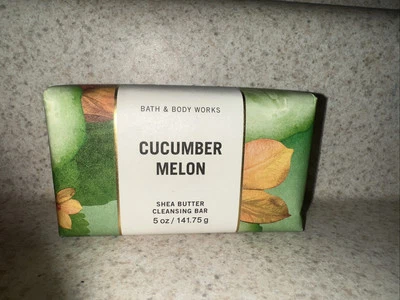 BATH & BODY WORKS
CUCUMBER
MELON
SHEA BUTTER
CLEANSING BAR
5 oz / 141.75 g